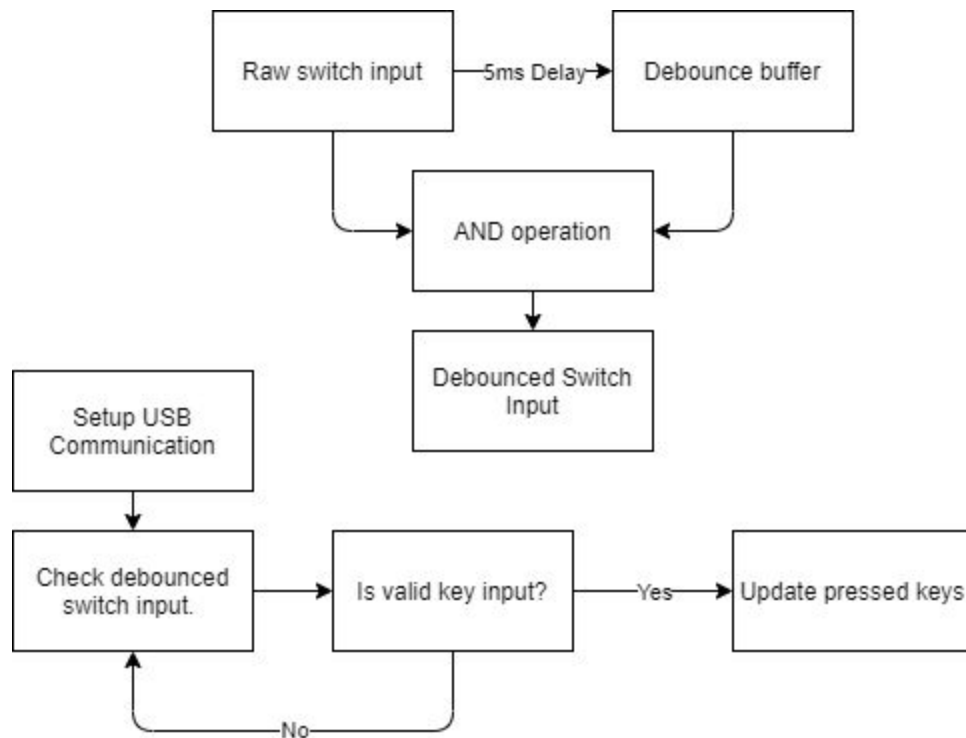 Raw switch input
5ms Delay
Debounce buffer
AND operation
Debounced Switch
Input
Setup USB
Communication
Check debounced
switch input.
Is valid key input?
Yes
Update pressed keys
No